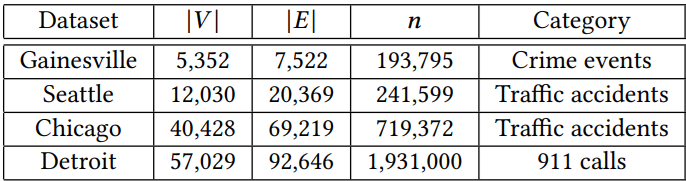 Dataset |V| |E| n Category
Gainesville 5,352 7,522 193,795 Crime events
Seattle 12,030 20,369 241,599 Traffic accidents
Chicago 40,428 69,219 719,372 Traffic accidents
Detroit 57,029 92,646 1,931,000 911 calls